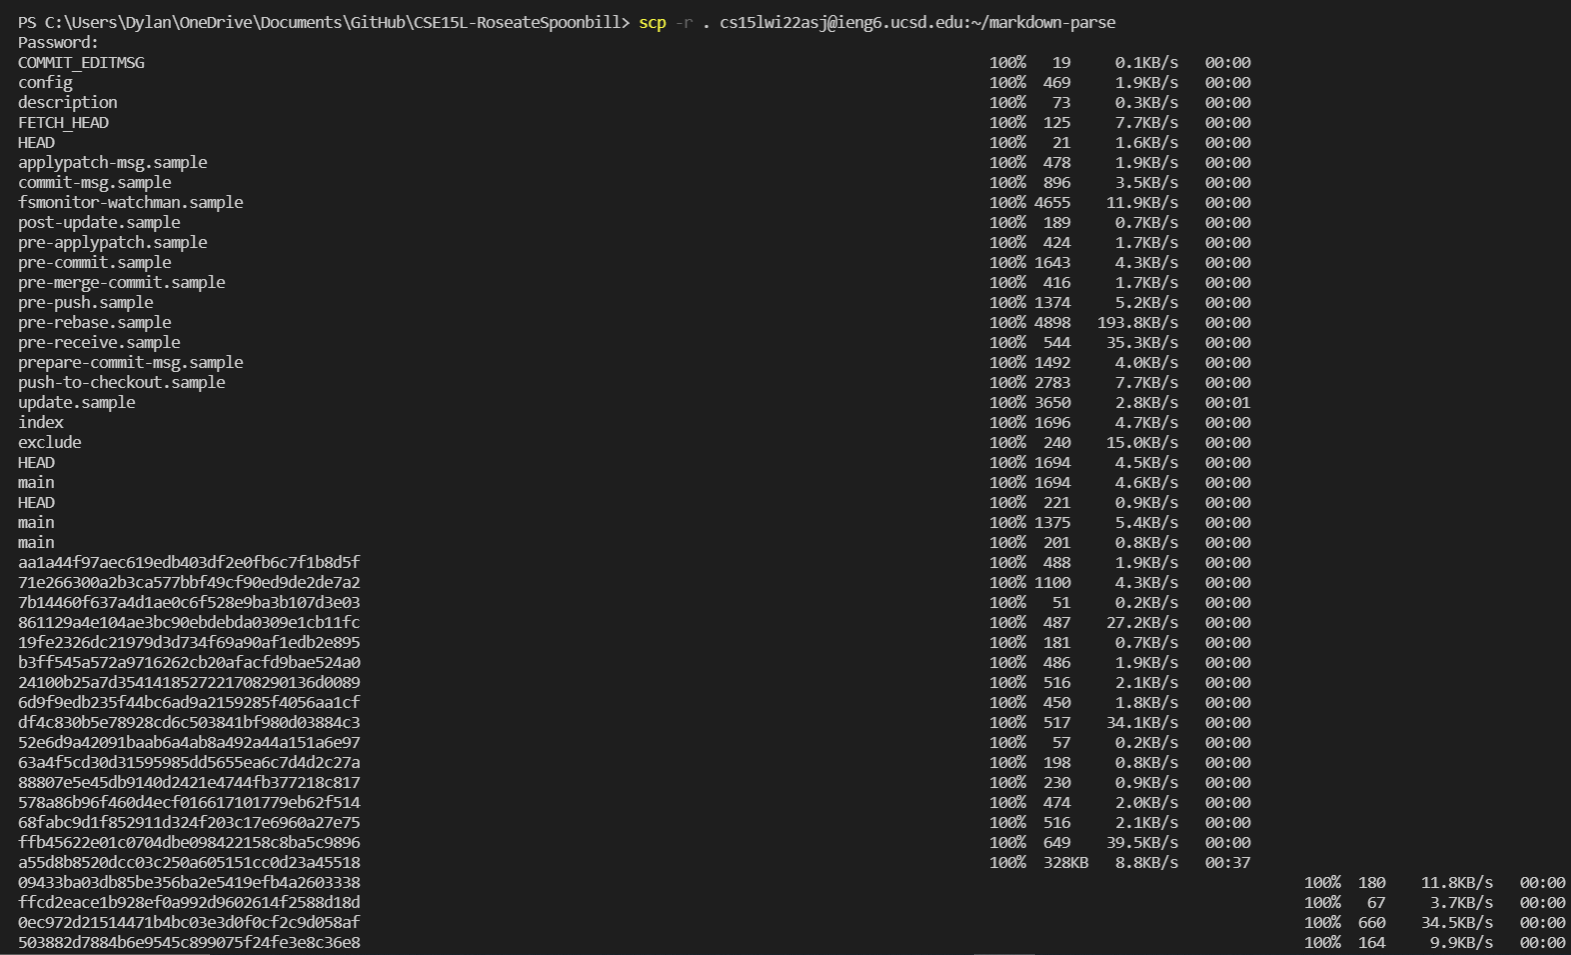 PS C:\Users\Dylan\OneDrive\Documents\GitHub\CSE15L-RoseateSpoonbill> scp -r . cs15lwi22asj@ieng6.ucsd.edu:~/markdown-parse
Password:
COMMIT_EDITMSG 100% 19 0.1KB/s 00:00
config 100% 469 1.9KB/s 00:00
description 100% 73 0.3KB/s 00:00
FETCH_HEAD 100% 125 7.7KB/s 00:00
HEAD 100% 21 1.6KB/s 00:00
applypatch-msg.sample 100% 478 1.9KB/s 00:00
commit-msg.sample 100% 896 3.5KB/s 00:00
fsmonitor-watchman.sample 100% 4655 11.9KB/s 00:00
post-update.sample 100% 189 0.7KB/s 00:00
pre-applypatch.sample 100% 424 1.7KB/s 00:00
pre-commit.sample 100% 1643 4.3KB/s 00:00
pre-merge-commit.sample 100% 416 1.7KB/s 00:00
pre-push.sample 100% 1374 5.2KB/s 00:00
pre-rebase.sample 100% 4898 193.8KB/s 00:00
pre-receive.sample 100% 544 35.3KB/s 00:00
prepare-commit-msg.sample 100% 1492 4.0KB/s 00:00
push-to-checkout.sample 100% 2783 7.7KB/s 00:00
update.sample 100% 3650 2.8KB/s 00:01
index 100% 1696 4.7KB/s 00:00
exclude 100% 240 15.0KB/s 00:00
HEAD 100% 1694 4.5KB/s 00:00
main 100% 1694 4.6KB/s 00:00
HEAD 100% 221 0.9KB/s 00:00
main 100% 1375 5.4KB/s 00:00
main 100% 201 0.8KB/s 00:00
aa1a44f97aec619edb403df2e0fb6c7f1b8d5f 100% 488 1.9KB/s 00:00
71e266300a2b3ca577bbf49cf90ed9de2de7a2 100% 1100 4.3KB/s 00:00
7b14460f637a4d1ae0c6f528e9ba3b107d3e03 100% 51 0.2KB/s 00:00
861129a4e104ae3bc90ebdebda0309e1cb11fc 100% 487 27.2KB/s 00:00
19fe2326dc21979d3d734f69a90af1edb2e895 100% 181 0.7KB/s 00:00
b3ff545a572a9716262cb20afacfd9bae524a0 100% 486 1.9KB/s 00:00
24100b25a7d3541418527221708290136d0089 100% 516 2.1KB/s 00:00
6d9f9edb235f44bc6ad9a2159285f4056aa1cf 100% 450 1.8KB/s 00:00
df4c830b5e78928cd6c503841bf980d03884c3 100% 517 34.1KB/s 00:00
52e6d9a42091baab6a4ab8a492a44a151a6e97 100% 57 0.2KB/s 00:00
63a4f5cd30d31595985dd5655ea6c7d4d2c27a 100% 198 0.8KB/s 00:00
88807e5e45db9140d2421e4744fb377218c817 100% 230 0.9KB/s 00:00
578a86b96f460d4ecf016617101779eb62f514 100% 474 2.0KB/s 00:00
68fabc9d1f852911d324f203c17e6960a27e75 100% 516 2.1KB/s 00:00
ffb45622e01c0704dbe098422158c8ba5c9896 100% 649 39.5KB/s 00:00
a55d8b8520dcc03c250a605151cc0d23a45518 100% 328KB 8.8KB/s 00:37
09433ba03db85be356ba2e5419efb4a2603338 100% 180 11.8KB/s 00:00
ffcd2eace1b928ef0a992d9602614f2588d18d 100% 67 3.7KB/s 00:00
0ec972d21514471b4bc03e3d0f0cf2c9d058af 100% 660 34.5KB/s 00:00
503882d7884b6e9545c899075f24fe3e8c36e8 100% 164 9.9KB/s 00:00